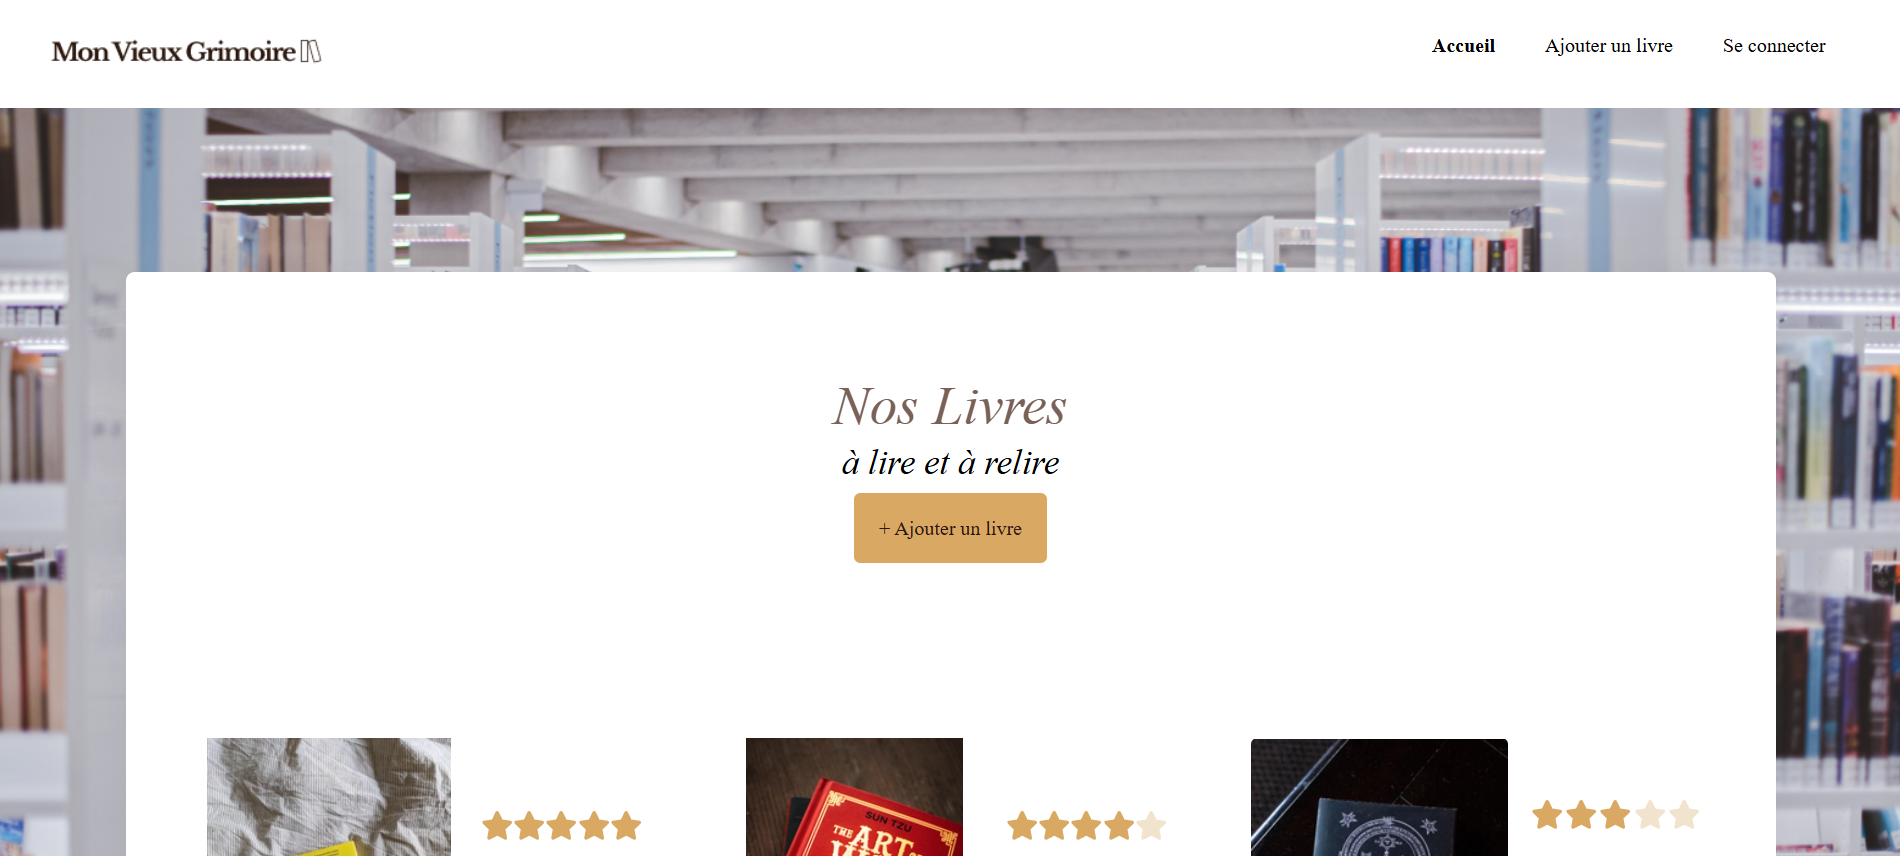 Mon Vieux Grimoire
Accueil
Ajouter un livre
Se connecter
Nos Livres
à lire et à relire
+ Ajouter un livre
SUN TZU
THE ART